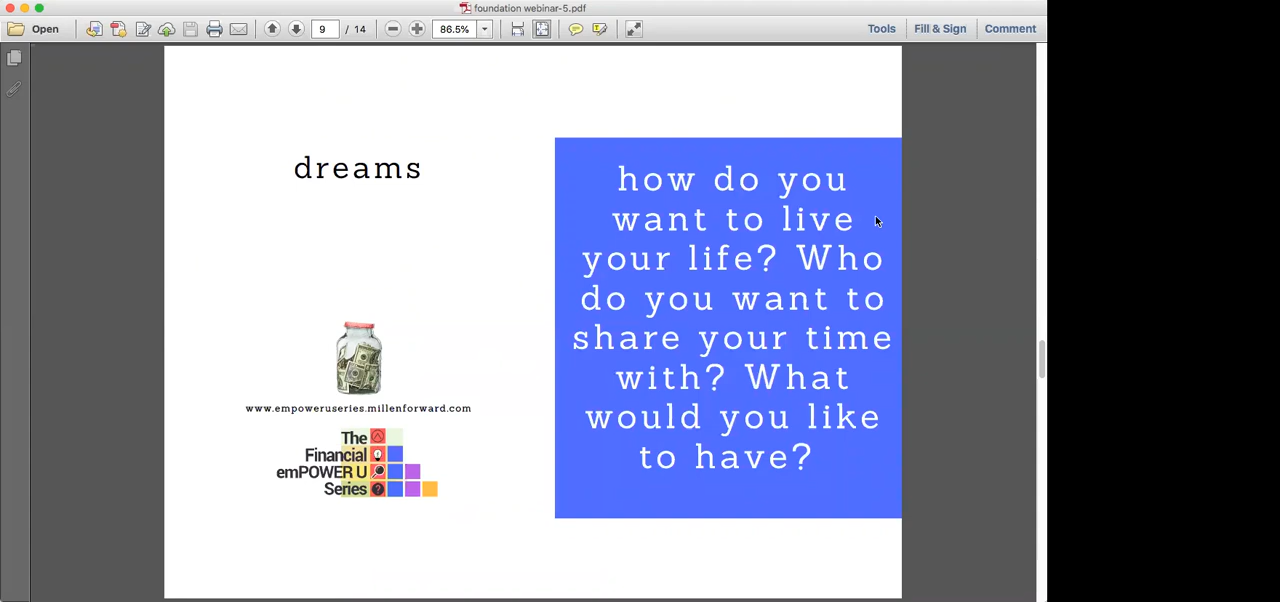 foundation webinar-5.pdf
Open
9 / 14
86.5%
Tools
Fill & Sign
Comment
dreams
how do you
want to live
your life? Who
do you want to
share your time
with? What
would you like
to have?
www.empoweruseries.millenforward.com
The
Financial
emPOWER U
Series